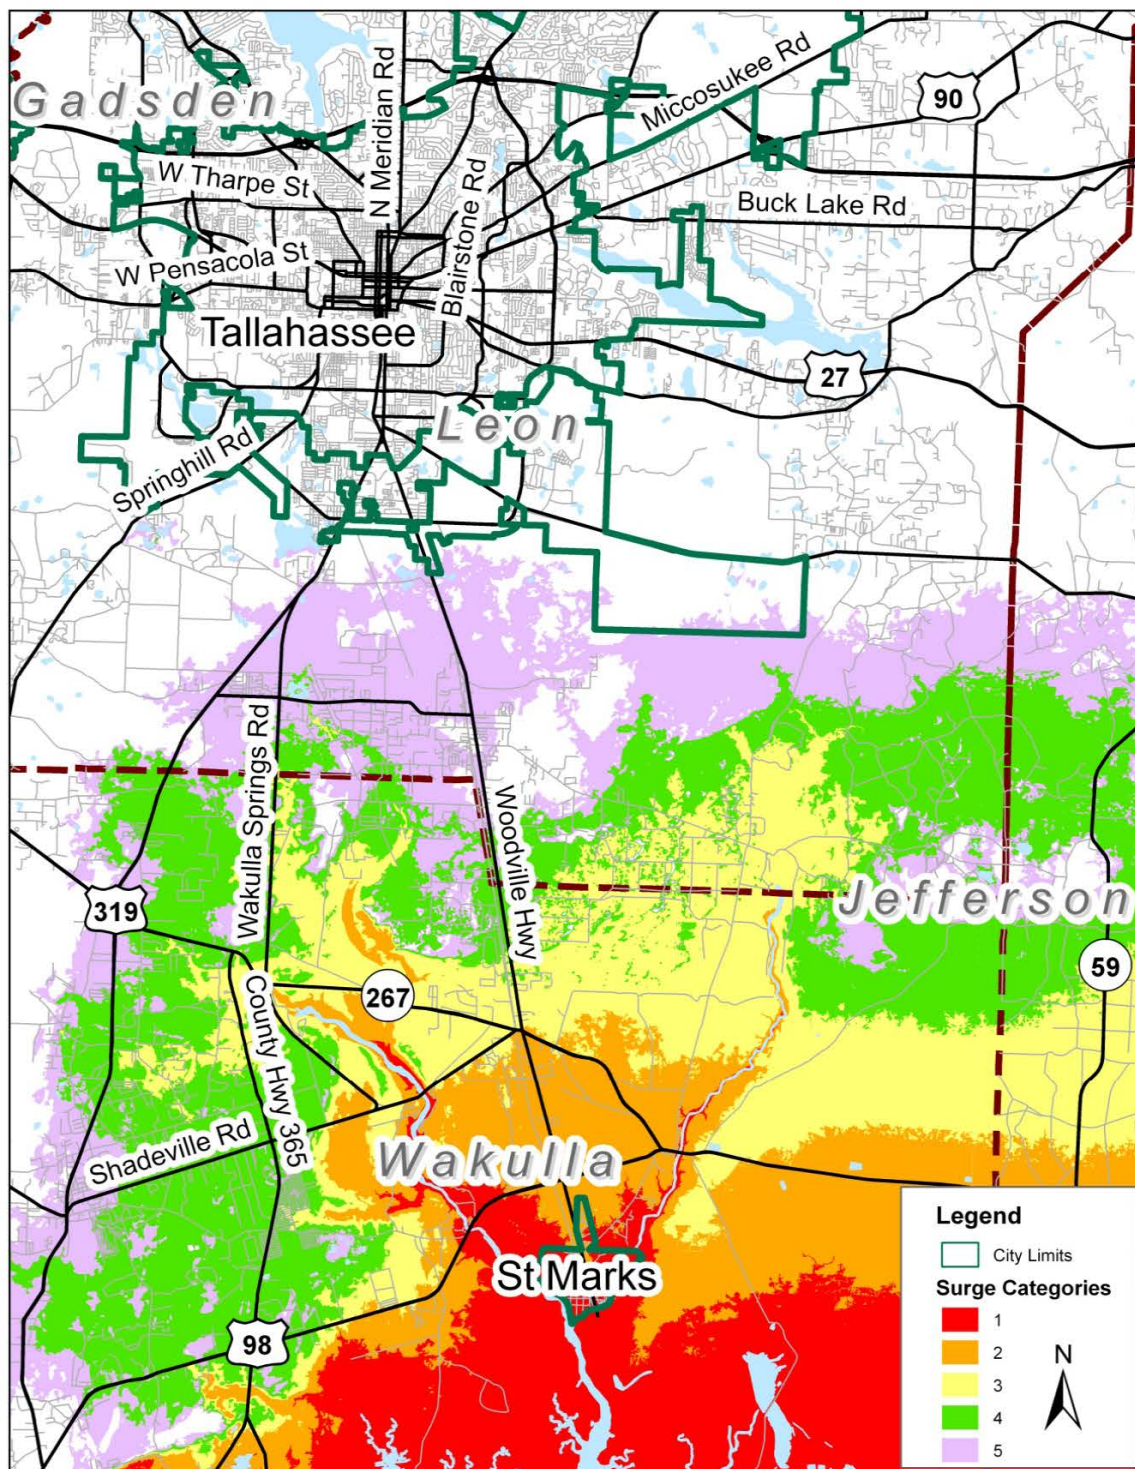 Gadsden
W Tharpe St
N Meridian Rd
Blairstone Rd
Miccosukee Rd
90
Buck Lake Rd
W Pensacola St
Tallahassee
27
Leon
Springhill Rd
Wakulla Springs Rd
Woodville Hwy
319
Jefferson
59
267
County Hwy 365
Shadeville Rd
Wakulla
St Marks
98
Legend
City Limits
Surge Categories
1
2
3
4
5
N